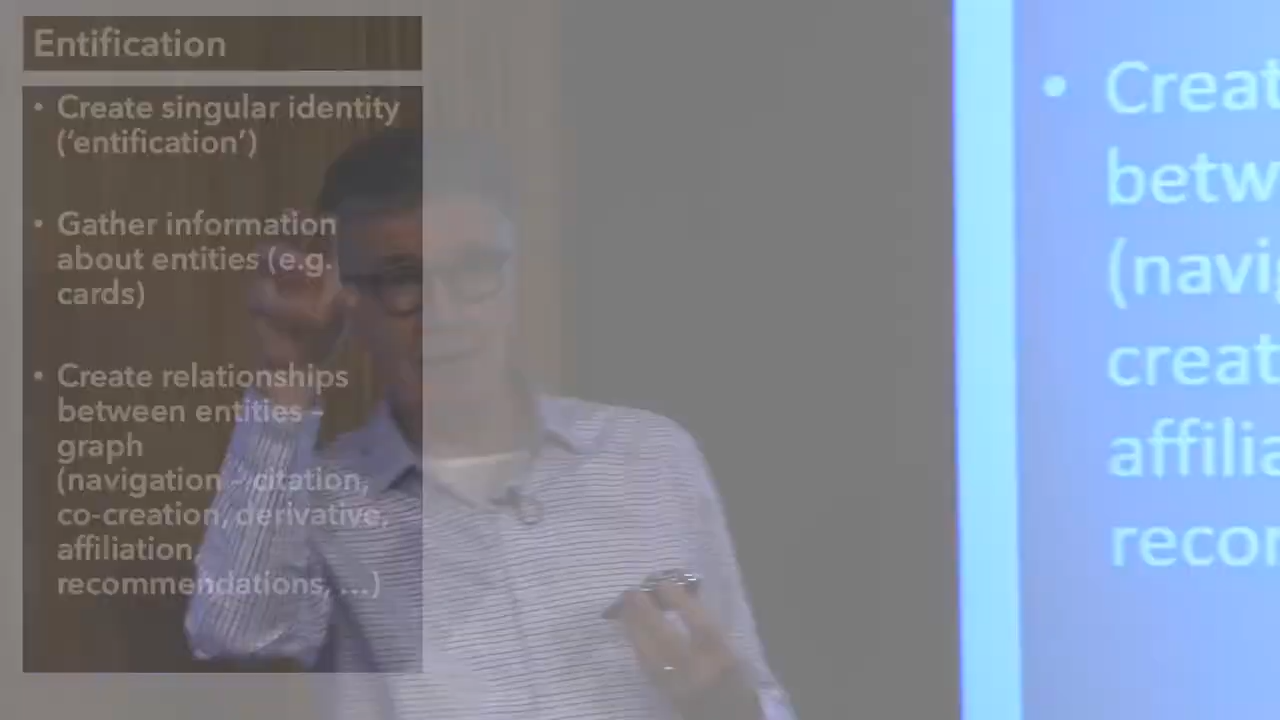 Entification
• Create singular identity
(‘entification’)
• Gather information
about entities (e.g.
cards)
• Create relationships
between entities –
graph
(navigation – citation,
co-creation, derivative,
affiliation,
recommendations, …)
• Creat
betw
(navig
creat
affilia
recor